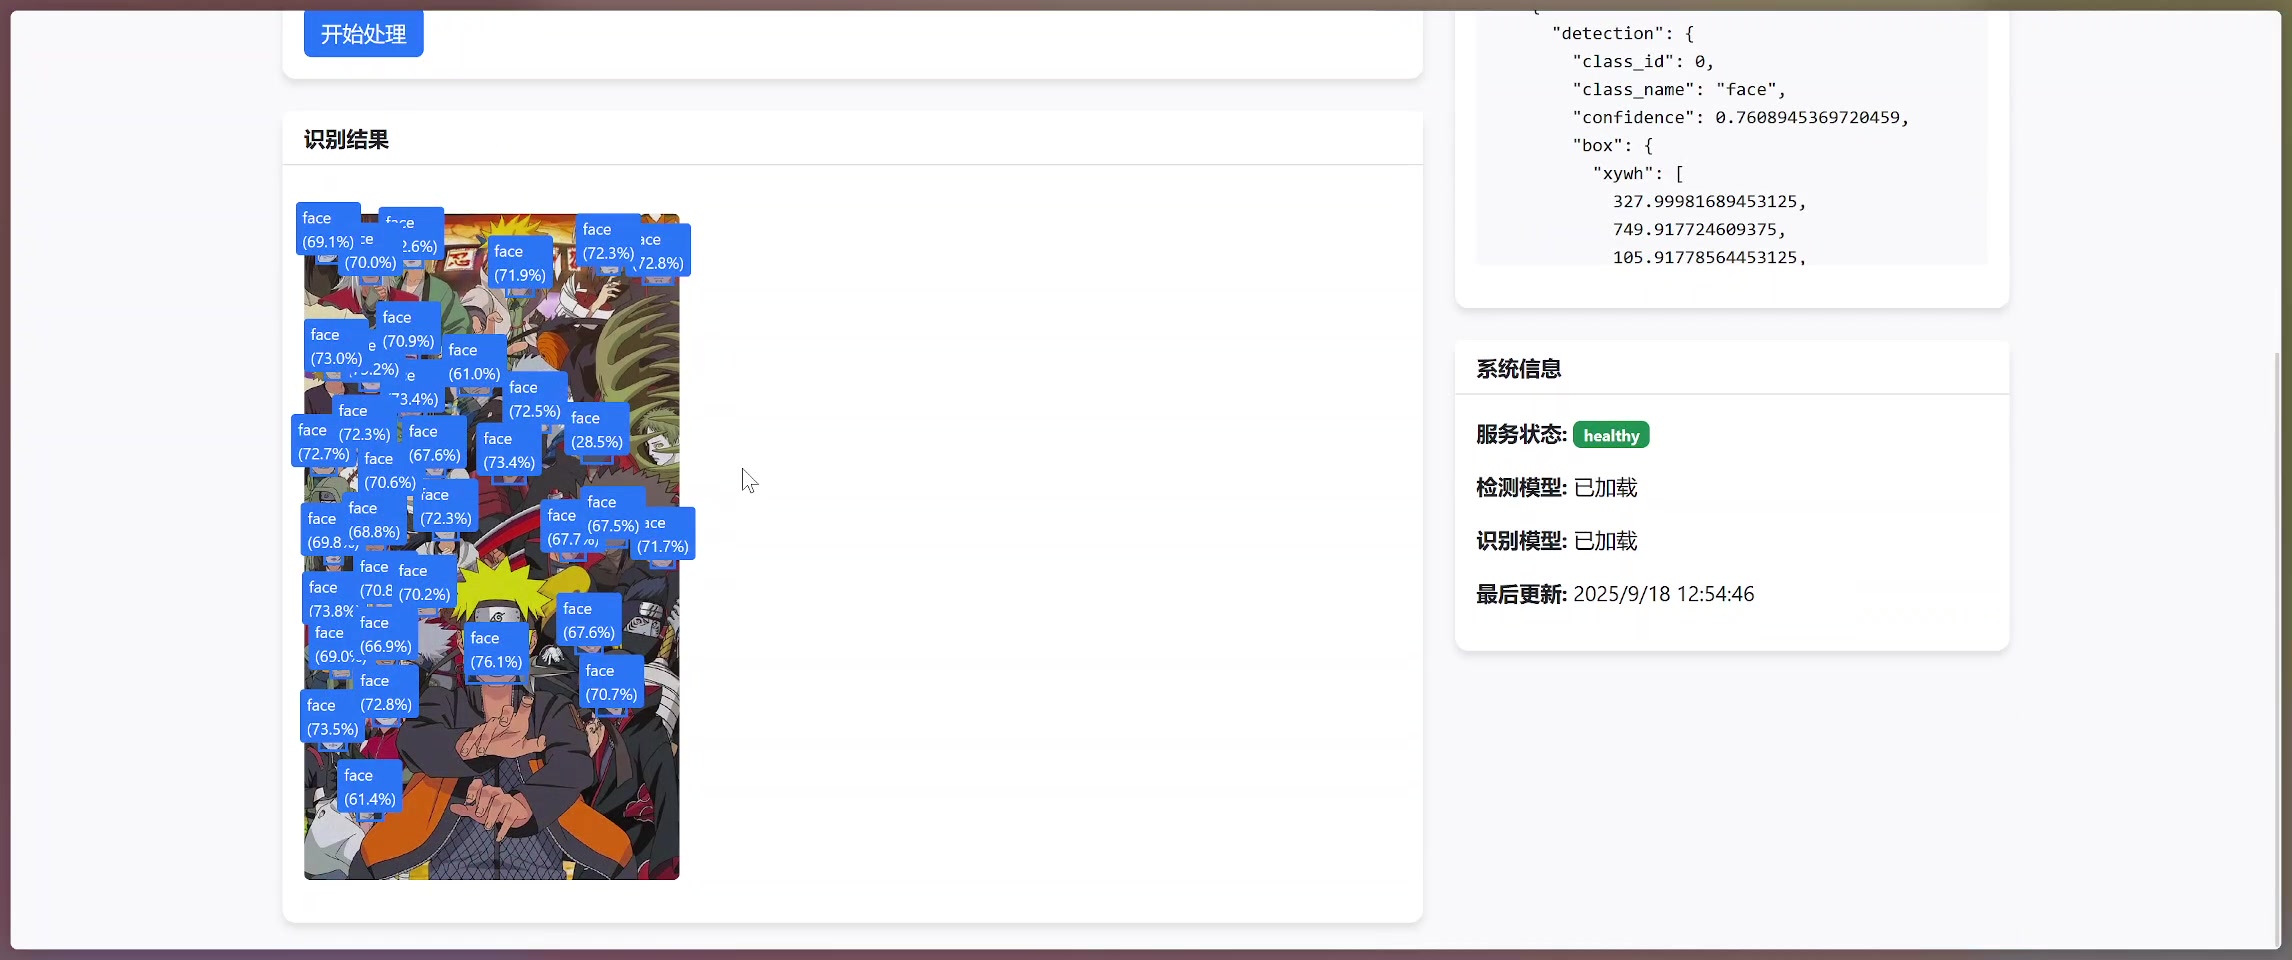 开始处理
识别结果
face
(69.1%)
face
2.6%)
ce
(70.0%)
face
(71.9%)
face
(72.3%)
ace
72.8%)
face
(70.9%)
face
(73.0%)
e
.2%)
face
(61.0%)
ce
73.4%)
face
(72.5%)
face
(28.5%)
face
(72.3%)
face
(72.7%)
face
(67.6%)
face
(73.4%)
face
(70.6%)
face
(72.3%)
face
(68.8%)
face
(69.8
face
(67.7
face
(67.5%)
ace
(71.7%)
face
(70.8
face
(70.2%)
face
(73.8%
face
(66.9%)
face
(69.0
face
(67.6%)
face
(76.1%)
face
(70.7%)
face
(72.8%)
face
(73.5%)
face
(61.4%)
"detection": {
"class_id": 0,
"class_name": "face",
"confidence": 0.7608945369720459,
"box": {
"xywh": [
327.99981689453125,
749.917724609375,
105.91778564453125,
系统信息
服务状态: healthy
检测模型: 已加载
识别模型: 已加载
最后更新: 2025/9/18 12:54:46